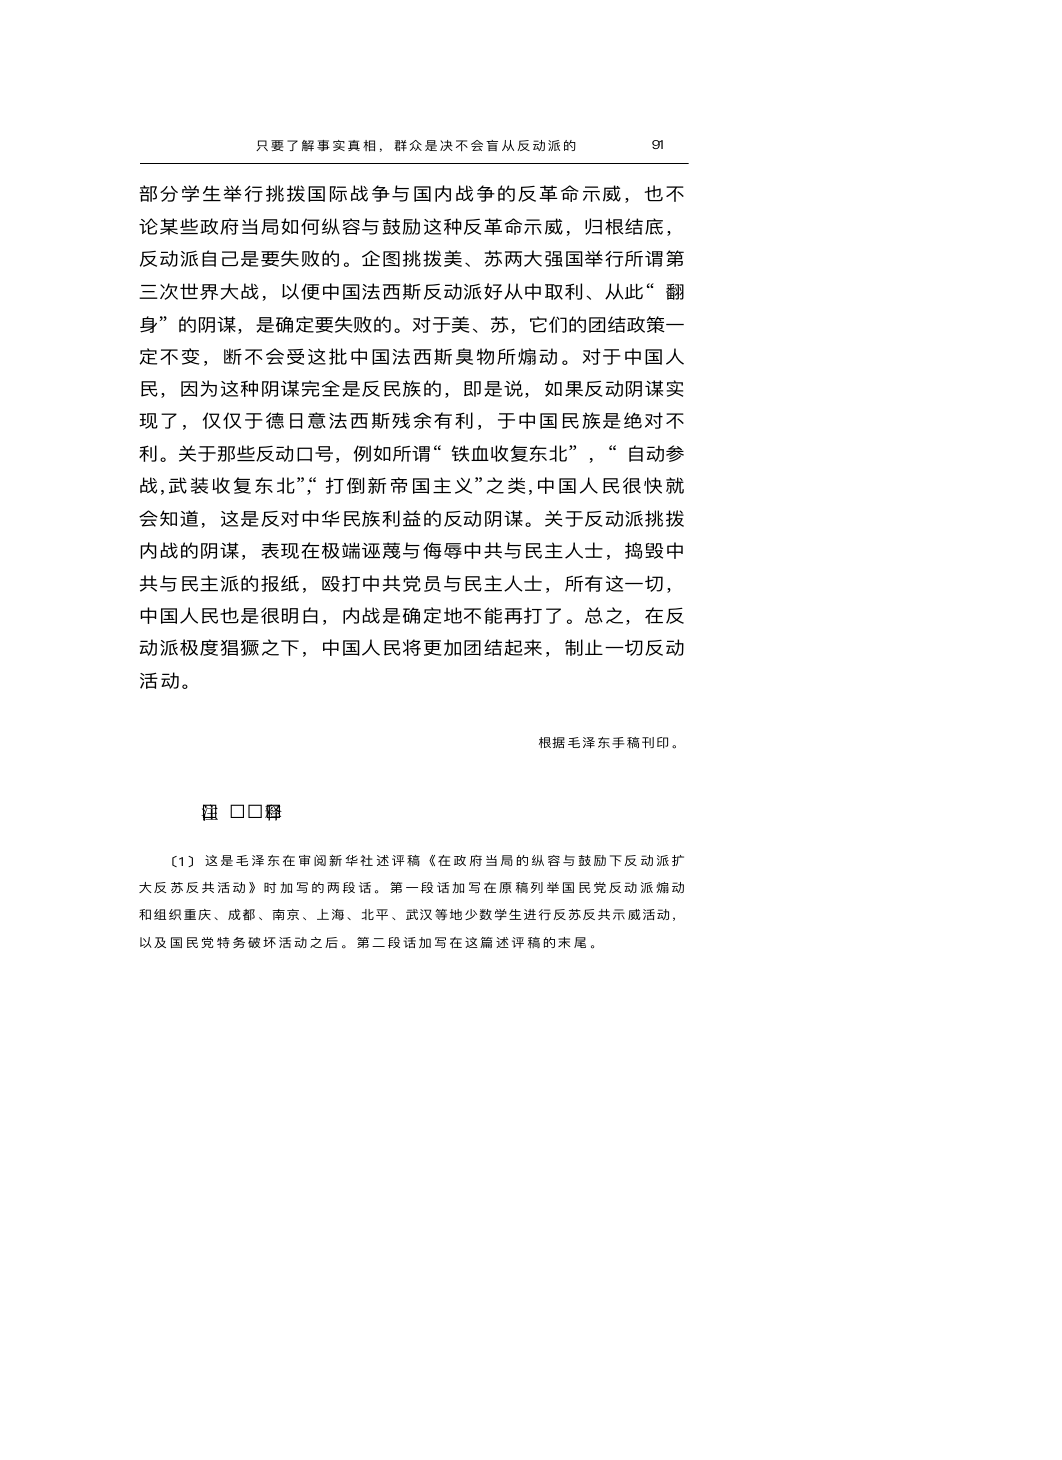 只要了解事实真相，群众是决不会盲从反动派的 91
部分学生举行挑拨国际战争与国内战争的反革命示威，也不
论某些政府当局如何纵容与鼓励这种反革命示威，归根结底，
反动派自己是要失败的。企图挑拨美、苏两大强国举行所谓第
三次世界大战，以便中国法西斯反动派好从中取利、从此“翻
身”的阴谋，是确定要失败的。对于美、苏，它们的团结政策一
定不变，断不会受这批中国法西斯臭物所煽动。对于中国人
民，因为这种阴谋完全是反民族的，即是说，如果反动阴谋实
现了，仅仅于德日意法西斯残余有利，于中国民族是绝对不
利。关于那些反动口号，例如所谓“铁血收复东北”，“自动参
战,武装收复东北”,“打倒新帝国主义”之类,中国人民很快就
会知道，这是反对中华民族利益的反动阴谋。关于反动派挑拨
内战的阴谋，表现在极端诬蔑与侮辱中共与民主人士，捣毁中
共与民主派的报纸，殴打中共党员与民主人士，所有这一切，
中国人民也是很明白，内战是确定地不能再打了。总之，在反
动派极度猖獗之下，中国人民将更加团结起来，制止一切反动
活动。
根据毛泽东手稿刊印。
注 □□释
〔1〕 这是毛泽东在审阅新华社述评稿《在政府当局的纵容与鼓励下反动派扩
大反苏反共活动》时加写的两段话。第一段话加写在原稿列举国民党反动派煽动
和组织重庆、成都、南京、上海、北平、武汉等地少数学生进行反苏反共示威活动，
以及国民党特务破坏活动之后。第二段话加写在这篇述评稿的末尾。